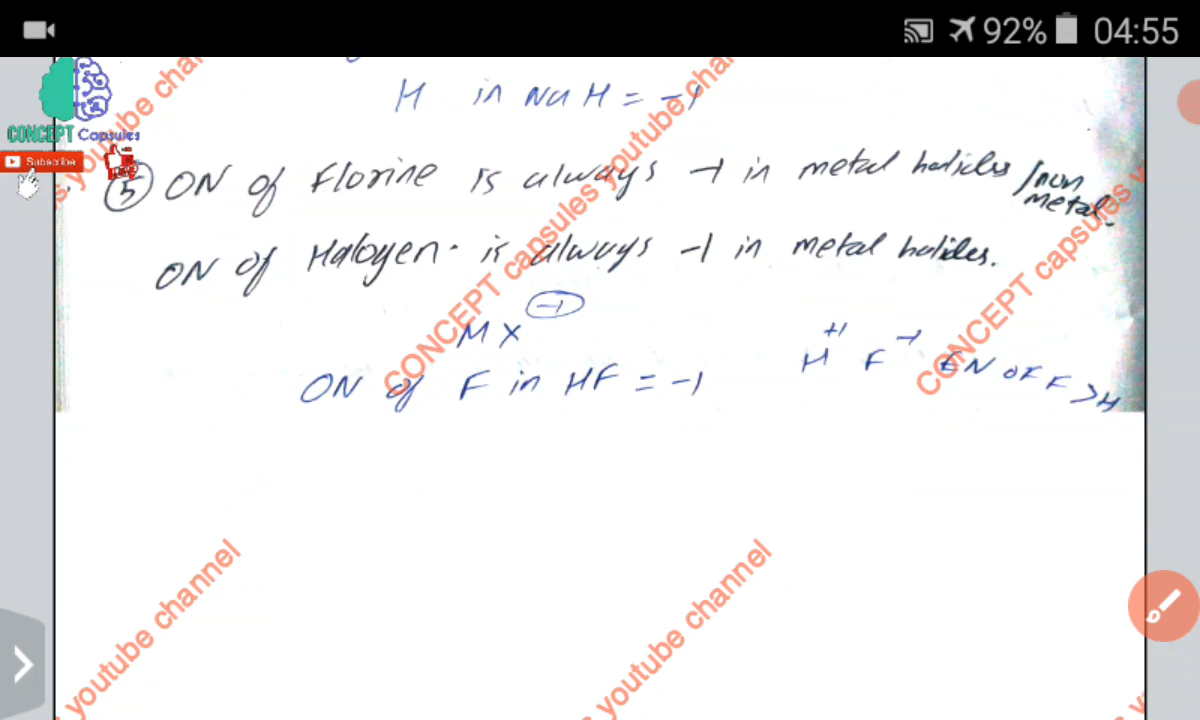 92% 04:55
CONCEPT Capsules
Subscribe
H in NaH = -1
⑤ ON of Florine is always -1 in metal halides /non metal.
ON of Halogen. is always -1 in metal halides.
-1
M X
+1 -1
H F EN OF F > H
ON of F in HF = -1
s youtube channel
CONCEPT capsules youtube cha
CONCEPT capsules y
s youtube channel
s youtube channel